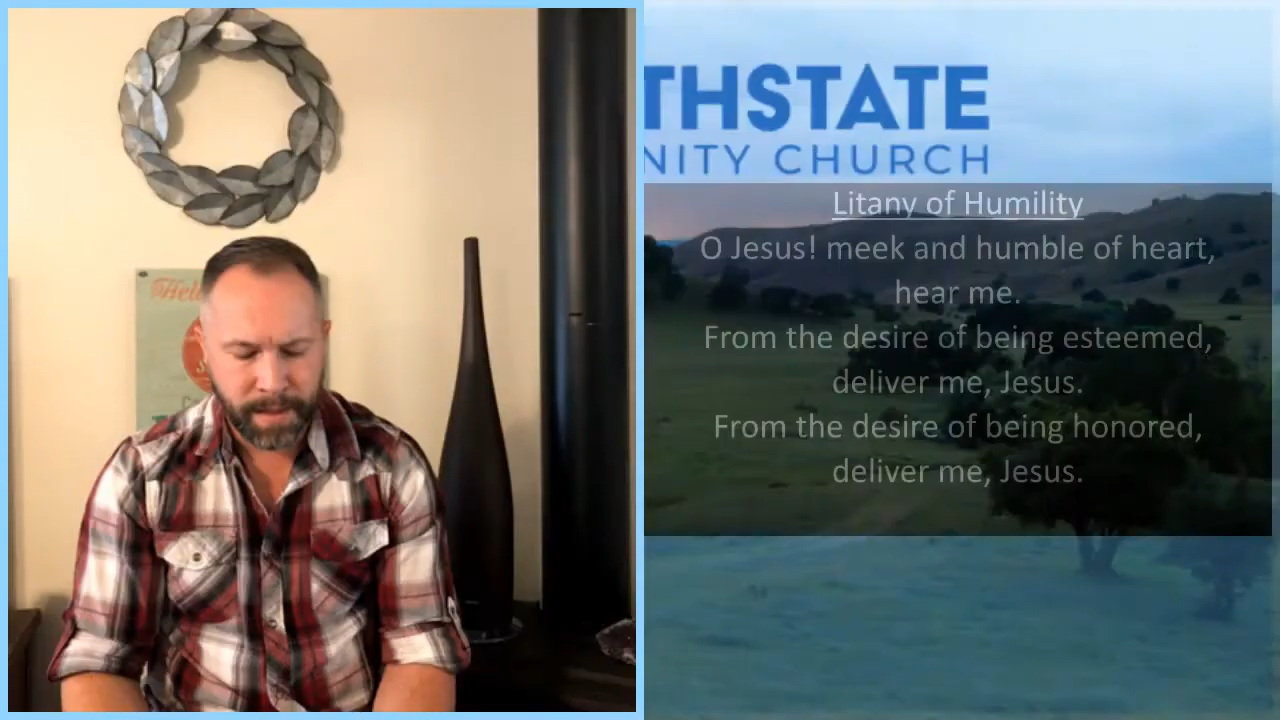 THSTATE
NITY CHURCH
Litany of Humility
O Jesus! meek and humble of heart,
hear me.
From the desire of being esteemed,
deliver me, Jesus.
From the desire of being honored,
deliver me, Jesus.